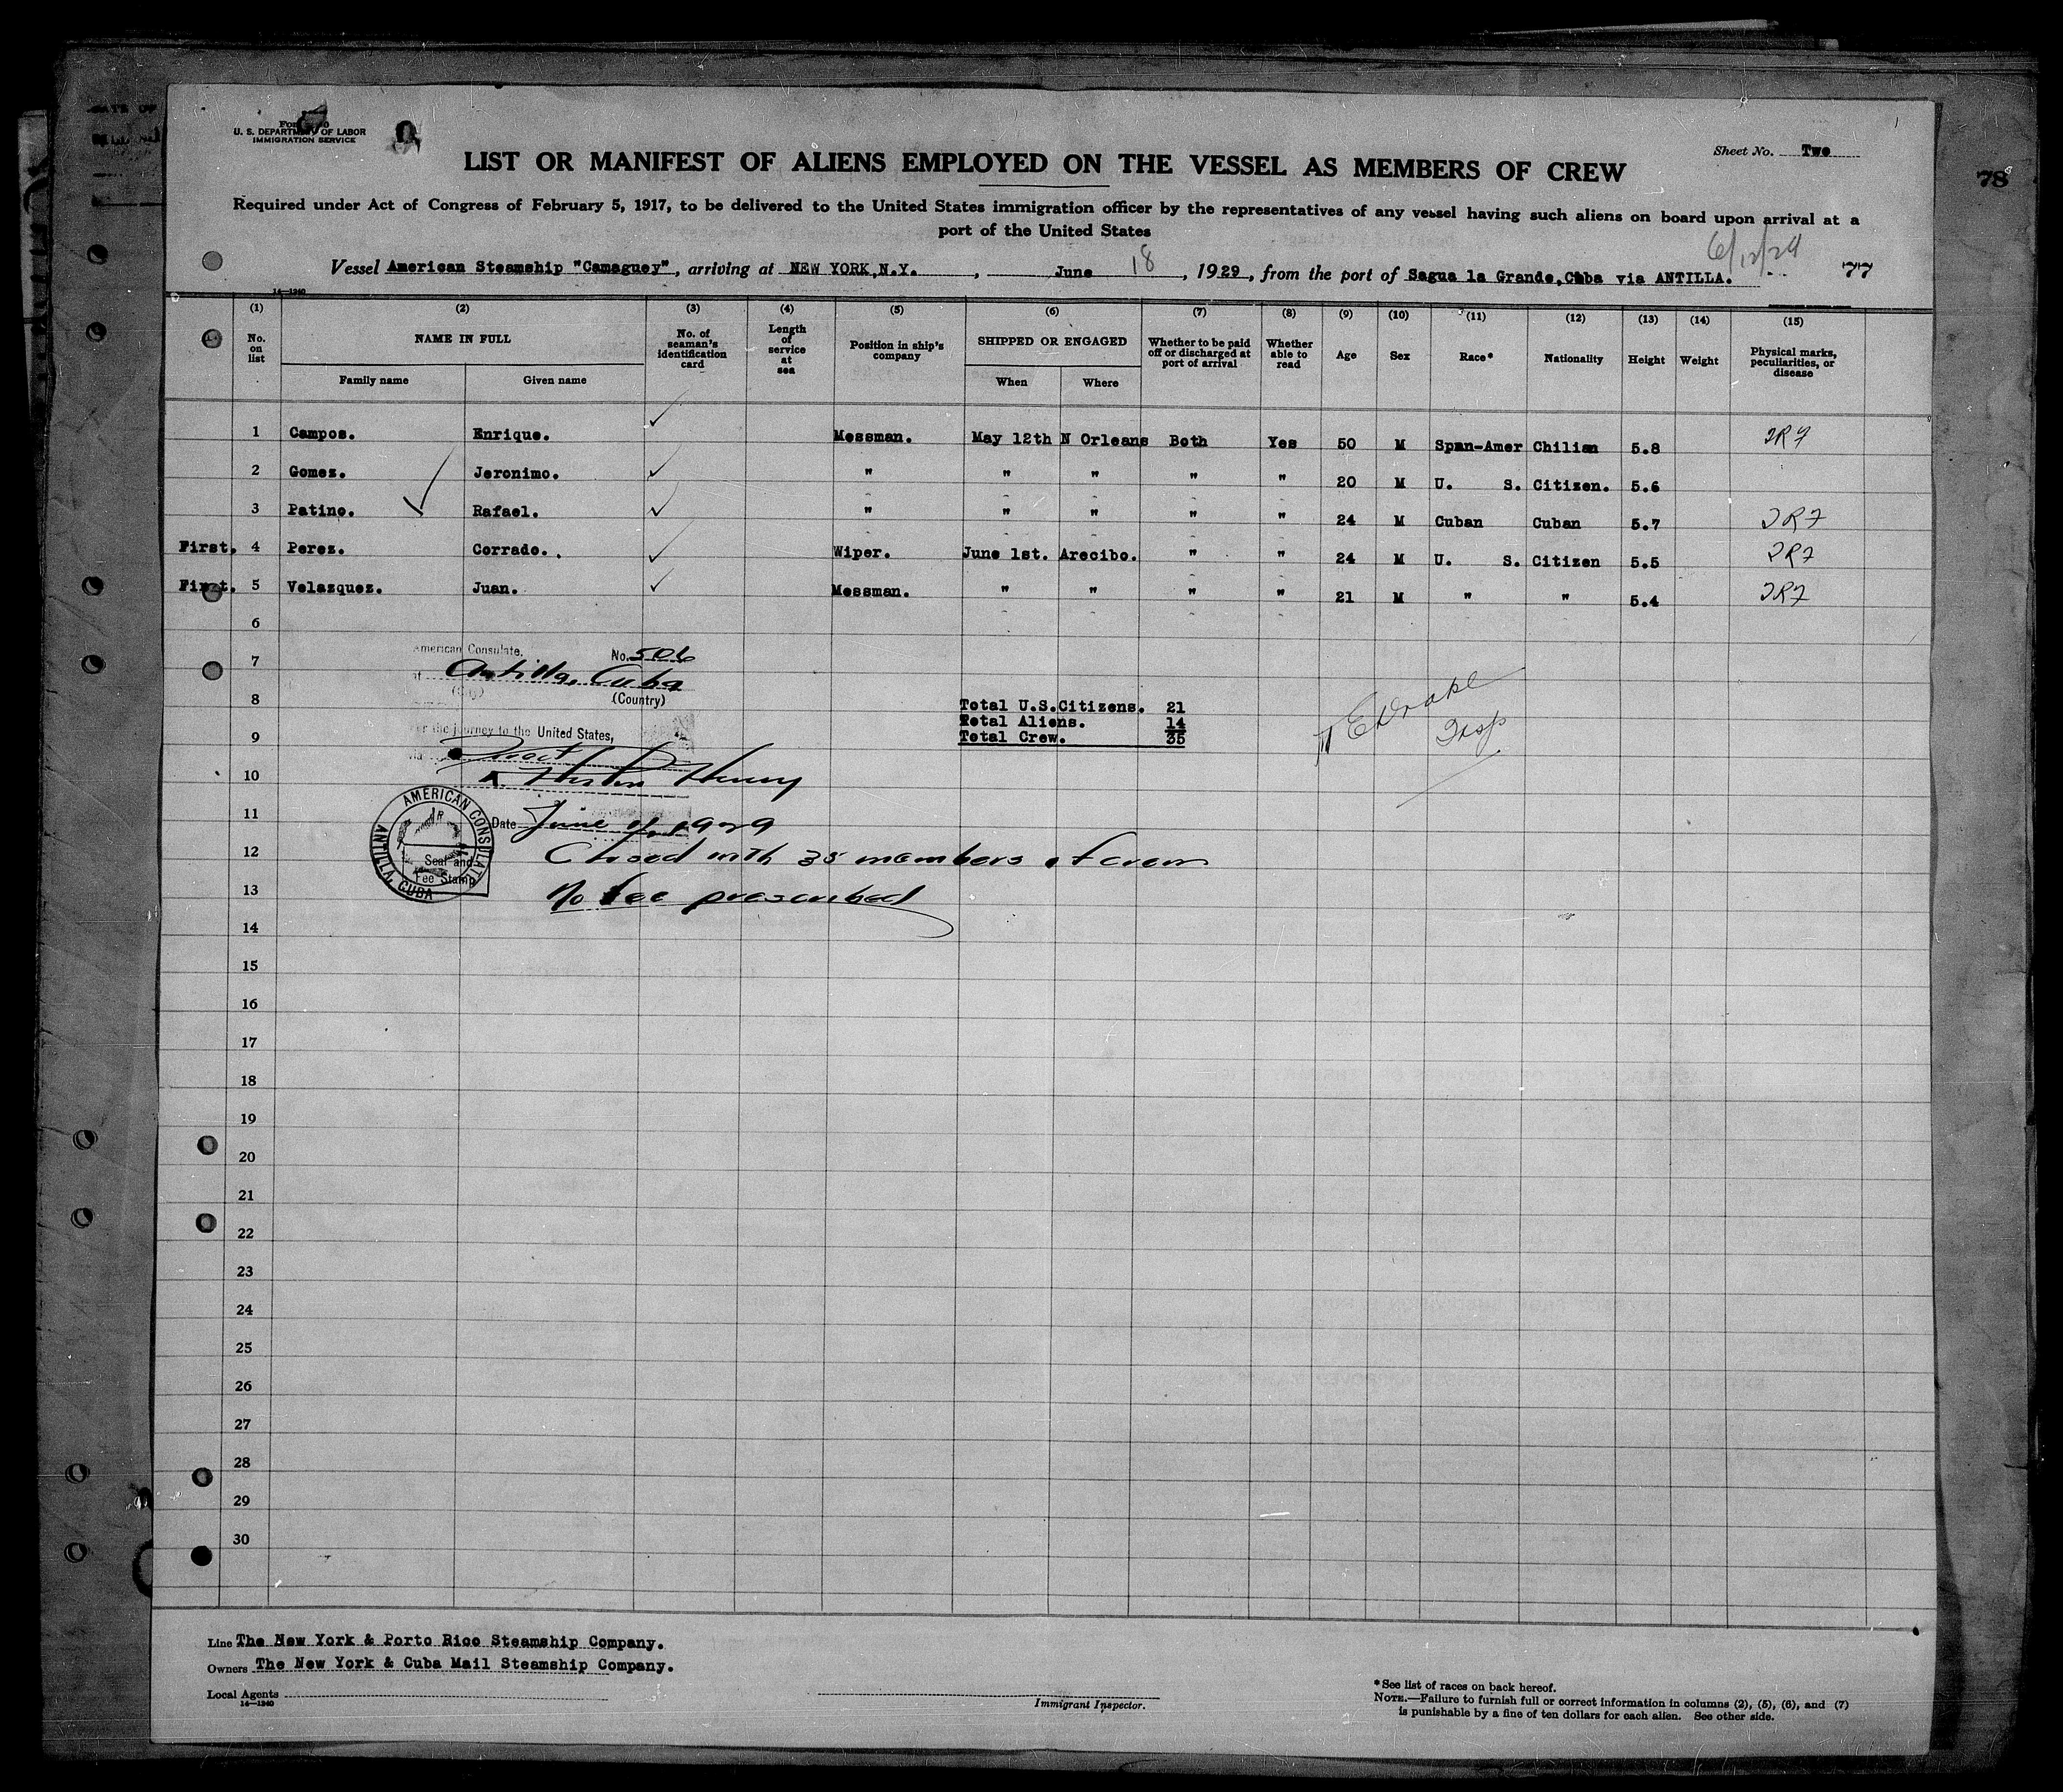 U. S. DEPARTMENT OF LABOR
IMMIGRATION SERVICE
Sheet No. Two
LIST OR MANIFEST OF ALIENS EMPLOYED ON THE VESSEL AS MEMBERS OF CREW
78
Required under Act of Congress of February 5, 1917, to be delivered to the United States immigration officer by the representatives of any vessel having such aliens on board upon arrival at a
port of the United States
6/12/29
Vessel American Steamship "Camaguey", arriving at NEW YORK,N.Y. , June 18, 1929, from the port of Sagua la Grande,Cuba via ANTILLA. 77
14—1240
(1) (2) (3) (4) (5) (6) (7) (8) (9) (10) (11) (12) (13) (14) (15)
No. on list NAME IN FULL No. of seaman's identification card Length of service at sea Position in ship's company SHIPPED OR ENGAGED Whether to be paid off or discharged at port of arrival Whether able to read Age Sex Race* Nationality Height Weight Physical marks, peculiarities, or disease
Family name Given name When Where
1 Campos. Enrique. ✓ Messman. May 12th N Orleans Both Yes 50 M Span-Amer Chilian 5.8
2 Gomez. Jeronimo. ✓ " " " " " 20 M U. S. Citizen. 5.6
3 Patino. ✓ Rafael. ✓ " " " " " 24 M Cuban Cuban 5.7
First. 4 Perez. Corrado. ✓ Wiper. June 1st. Arecibo. " " 24 M U. S. Citizen 5.5
First. 5 Velazquez. Juan. ✓ Messman. " " " " 21 M " " 5.4
6
American Consulate, No. 506
7
Antilla, Cuba
(City) (Country)
8
Total U.S.Citizens. 21
Total Aliens. 14
Total Crew. 35
the journey to the United States,
9
10
11
Date June 1929
AMERICAN CONSULATE
ANTILLA, CUBA
Seal and
Fee Stamp
12
Closed with 35 members of crew
13
No fee prescribed
14
15
16
17
18
19
20
21
22
23
24
25
26
27
28
29
30
Line The New York & Porto Rico Steamship Company.
Owners The New York & Cuba Mail Steamship Company.
Local Agents
14—1240
Immigrant Inspector.
*See list of races on back hereof.
NOTE.—Failure to furnish full or correct information in columns (2), (5), (6), and (7)
is punishable by a fine of ten dollars for each alien. See other side.